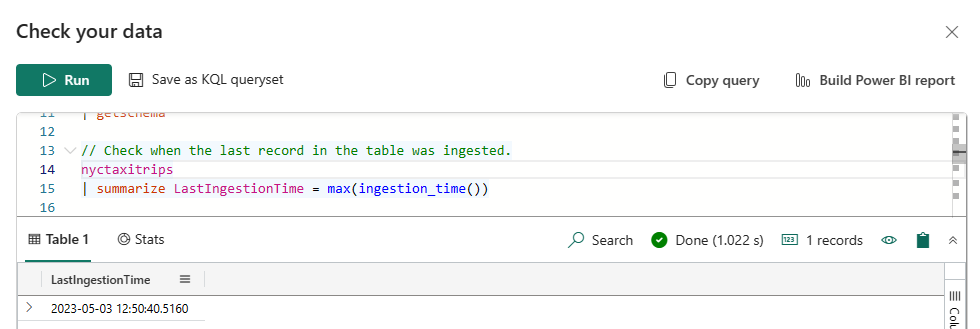 Check your data
Run
Save as KQL queryset
Copy query
Build Power BI report
11 | getschema
12
13 // Check when the last record in the table was ingested.
14 nyctaxitrips
15 | summarize LastIngestionTime = max(ingestion_time())
16
Table 1
Stats
Search
Done (1.022 s)
123 1 records
LastIngestionTime
2023-05-03 12:50:40.5160